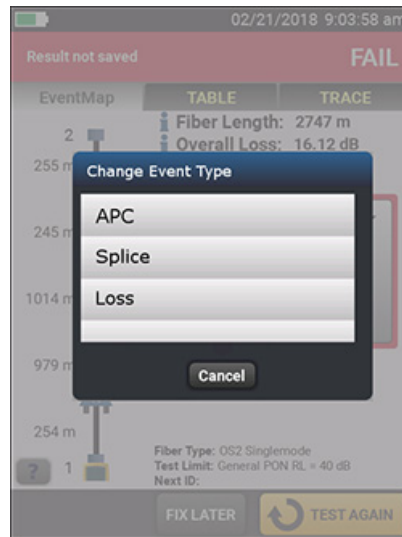 02/21/2018 9:03:58 am
Result not saved
FAIL
EventMap
TABLE
TRACE
Fiber Length: 2747 m
Overall Loss: 16.12 dB
2
255 m
Change Event Type
APC
Splice
Loss
245 m
1014 m
979 m
Cancel
254 m
1
?
Fiber Type: OS2 Singlemode
Test Limit: General PON RL = 40 dB
Next ID:
FIX LATER
TEST AGAIN